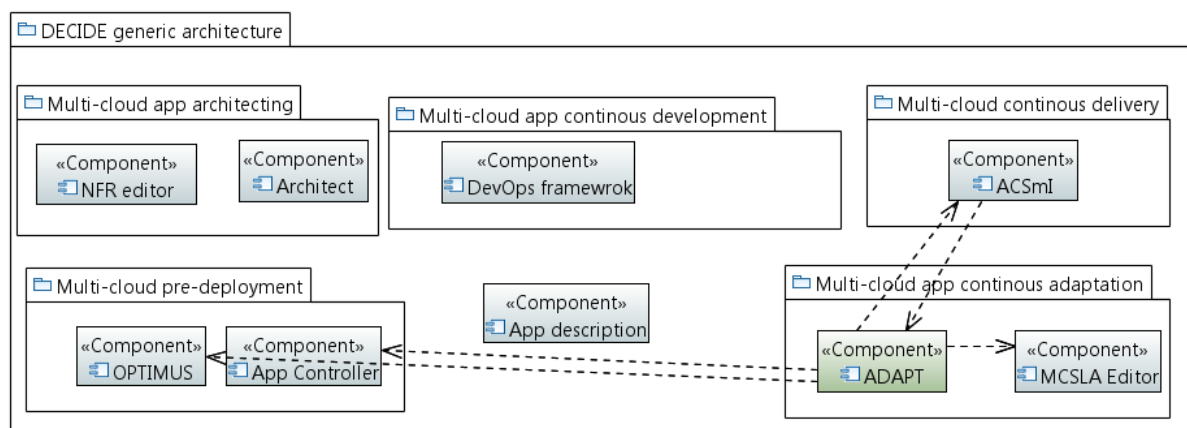 DECIDE generic architecture
Multi-cloud app architecting
«Component»
NFR editor
«Component»
Architect
Multi-cloud app continous development
«Component»
DevOps framewrok
Multi-cloud continous delivery
«Component»
ACSmI
Multi-cloud pre-deployment
«Component»
OPTIMUS
«Component»
App Controller
«Component»
App description
Multi-cloud app continous adaptation
«Component»
ADAPT
«Component»
MCSLA Editor